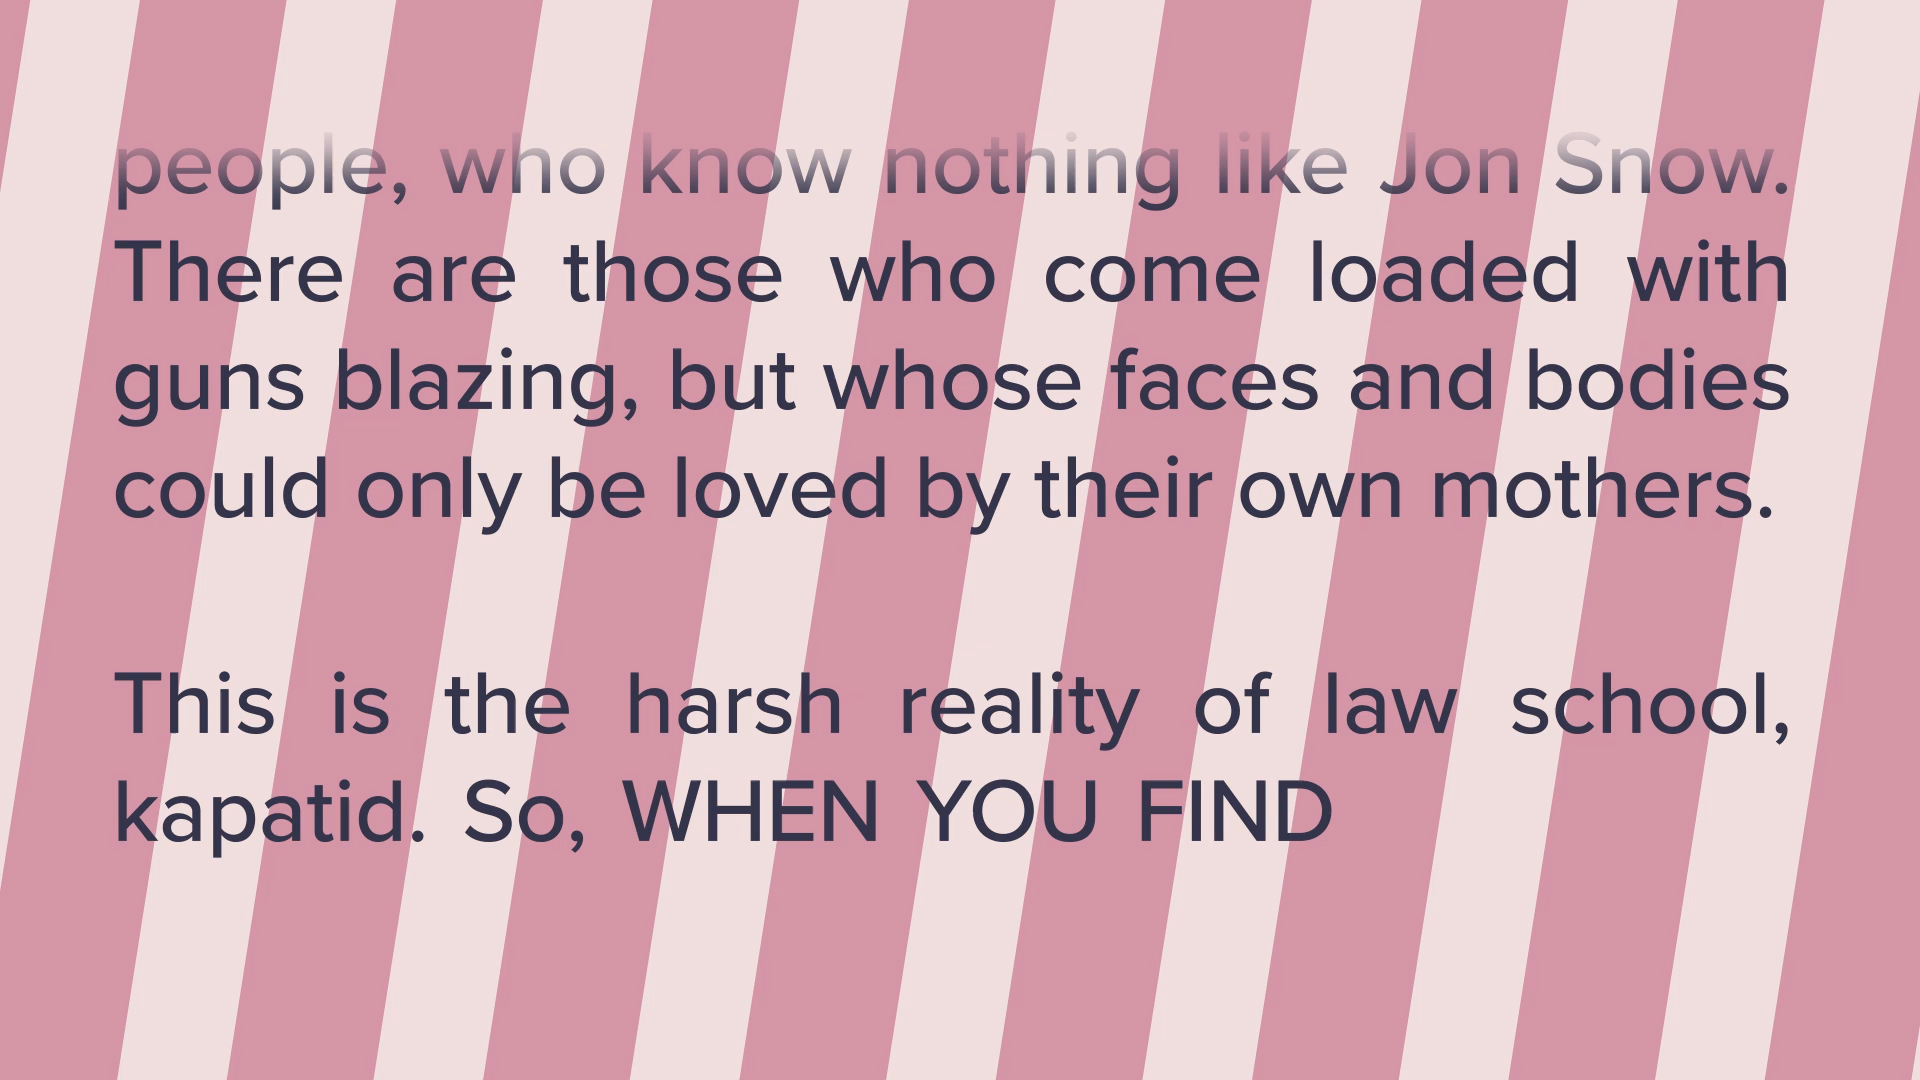 people, who know nothing like Jon Snow.
There are those who come loaded with
guns blazing, but whose faces and bodies
could only be loved by their own mothers.
This is the harsh reality of law school,
kapatid. So, WHEN YOU FIND